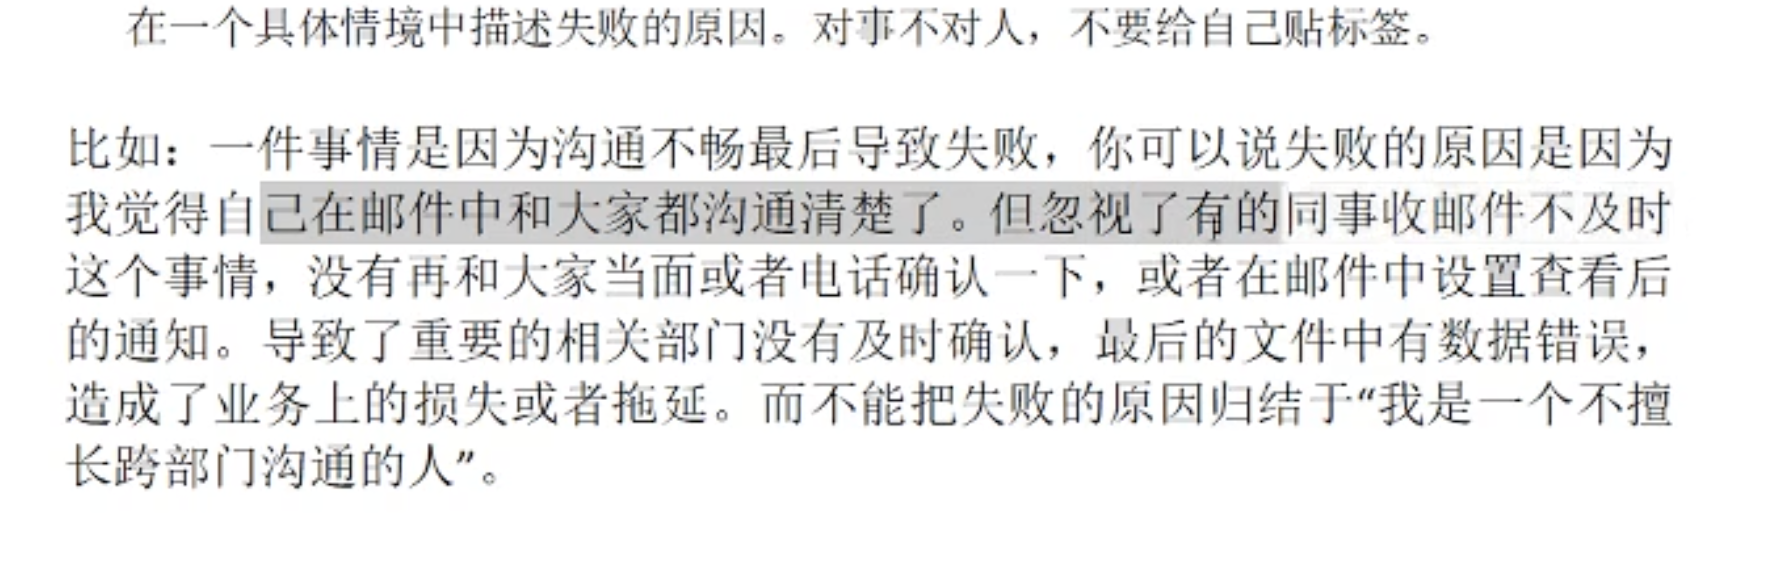 在一个具体情境中描述失败的原因。对事不对人，不要给自己贴标签。
比如：一件事情是因为沟通不畅最后导致失败，你可以说失败的原因是因为
我觉得自己在邮件中和大家都沟通清楚了。但忽视了有的同事收邮件不及时
这个事情，没有再和大家当面或者电话确认一下，或者在邮件中设置查看后
的通知。导致了重要的相关部门没有及时确认，最后的文件中有数据错误，
造成了业务上的损失或者拖延。而不能把失败的原因归结于“我是一个不擅
长跨部门沟通的人”。